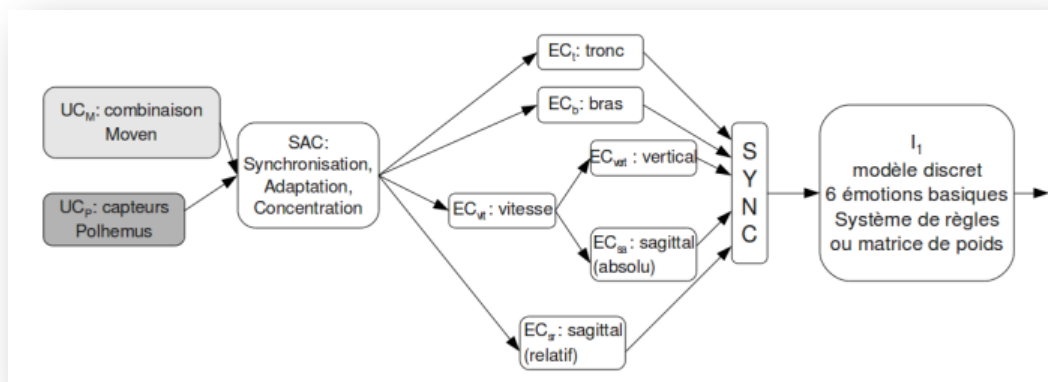 UC_M: combinaison
Moven
UC_P: capteurs
Polhemus
SAC:
Synchronisation,
Adaptation,
Concentration
EC_t: tronc
EC_b: bras
EC_vert: vertical
EC_vit: vitesse
EC_sa: sagittal
(absolu)
EC_sr: sagittal
(relatif)
S
Y
N
C
I_1
modèle discret
6 émotions basiques
Système de règles
ou matrice de poids